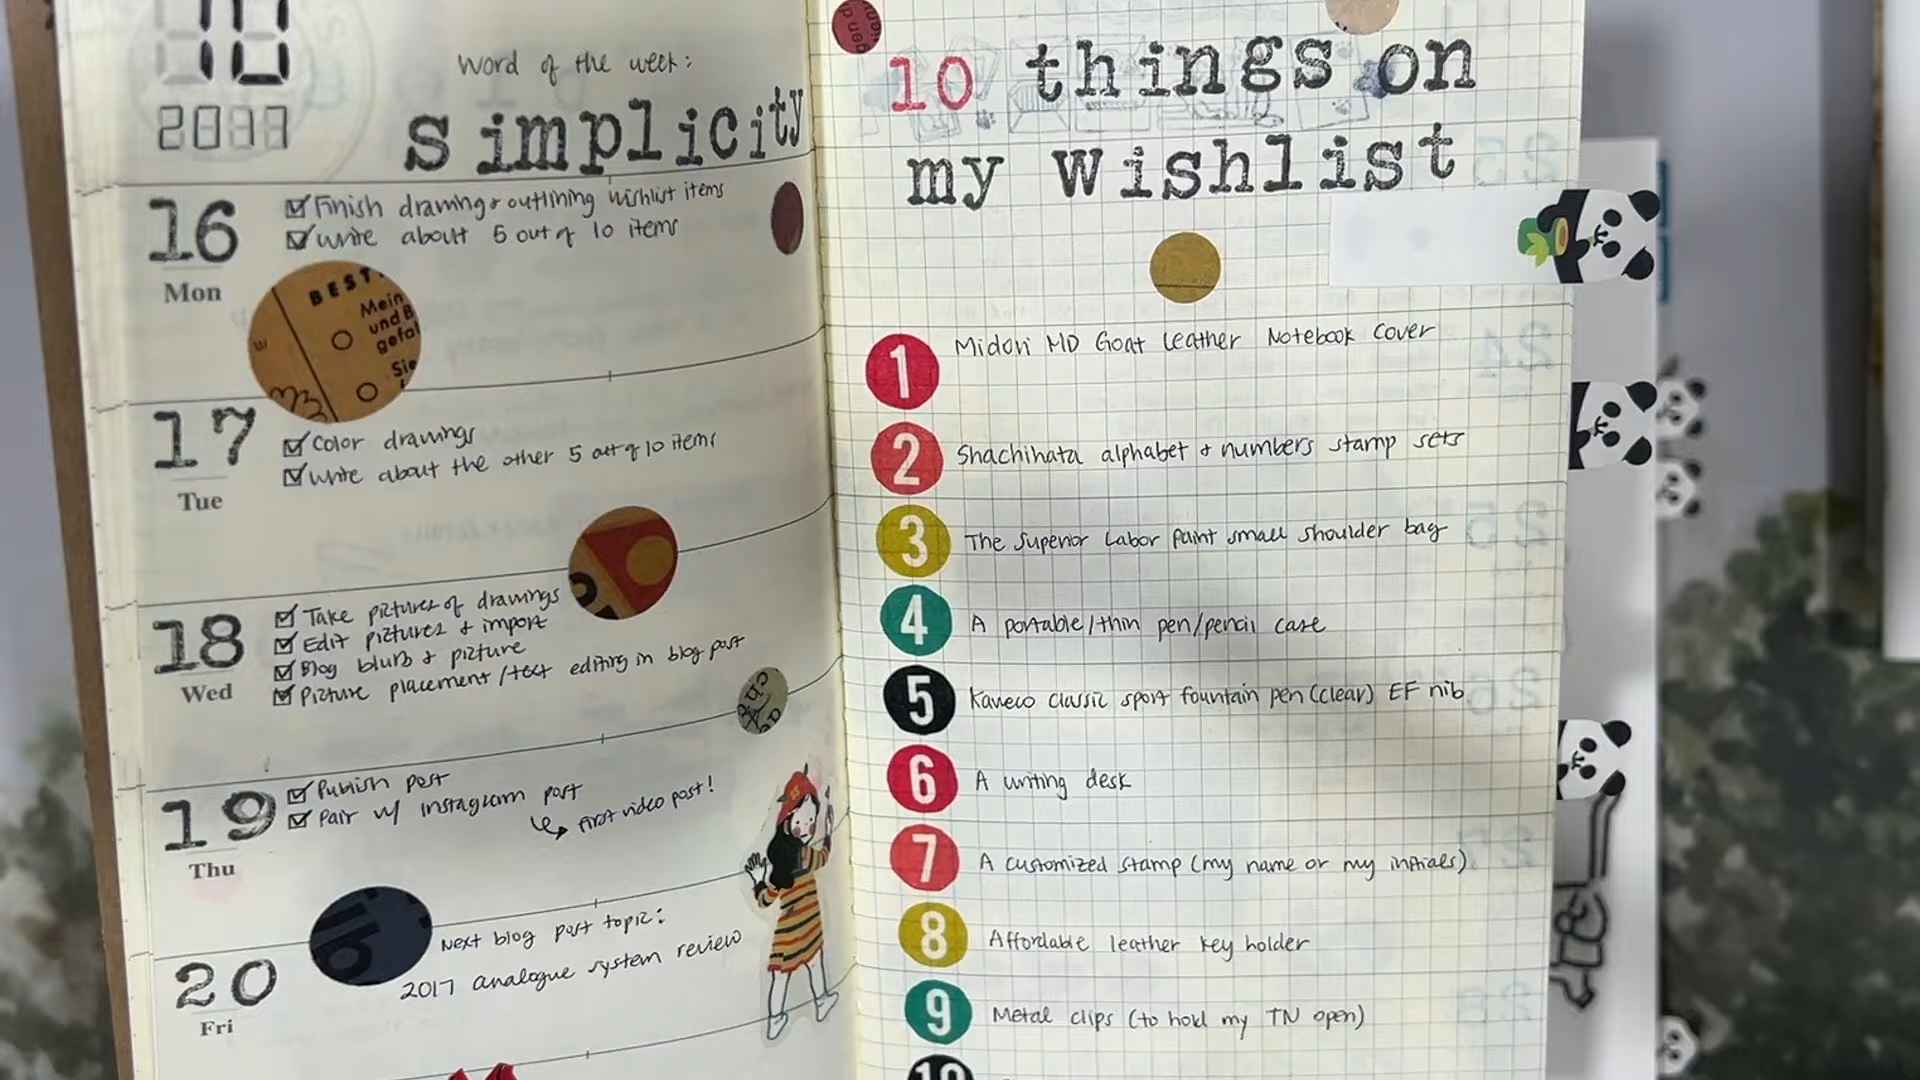 10
2017
Word of the week:
simplicity
16
Mon
Finish drawing & outlining wishlist items
write about 5 out of 10 items
BEST.
Mein
und B
gefal
Sie
17
Tue
Color drawings
write about the other 5 out of 10 items
18
Wed
Take pictures of drawings
Edit pictures & import
Blog blurb & picture
Picture placement/text editing in blog post
19
Thu
Publish post
Pair w/ instagram post
first video post!
20
Fri
Next blog post topic:
2017 analogue system review
10 things on
my wishlist
1 Midori MD Goat Leather Notebook Cover
2 Shachihata alphabet & numbers stamp sets
3 The Superior Labor paint small shoulder bag
4 A portable/thin pen/pencil case
5 Kaweco classic sport fountain pen (clear) EF nib
6 A writing desk
7 A customized stamp (my name or my initials)
8 Affordable leather key holder
9 Metal clips (to hold my TN open)
10